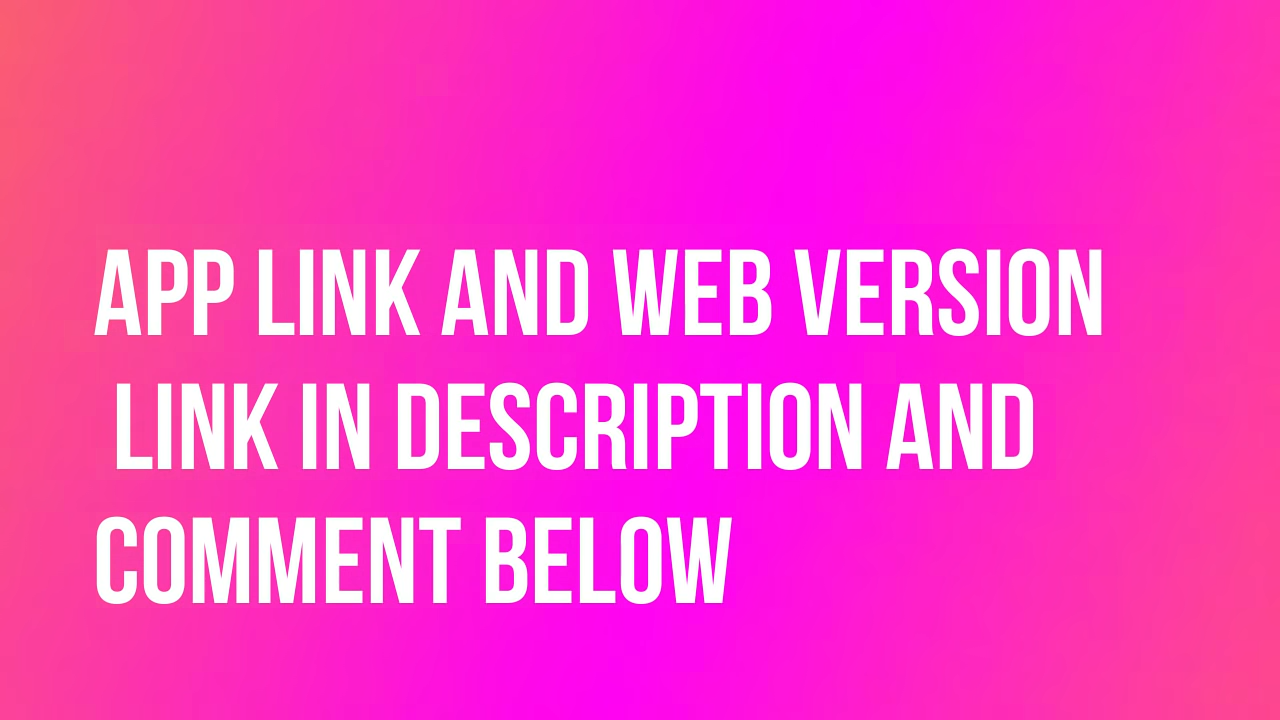 APP LINK AND WEB VERSION
LINK IN DESCRIPTION AND
COMMENT BELOW